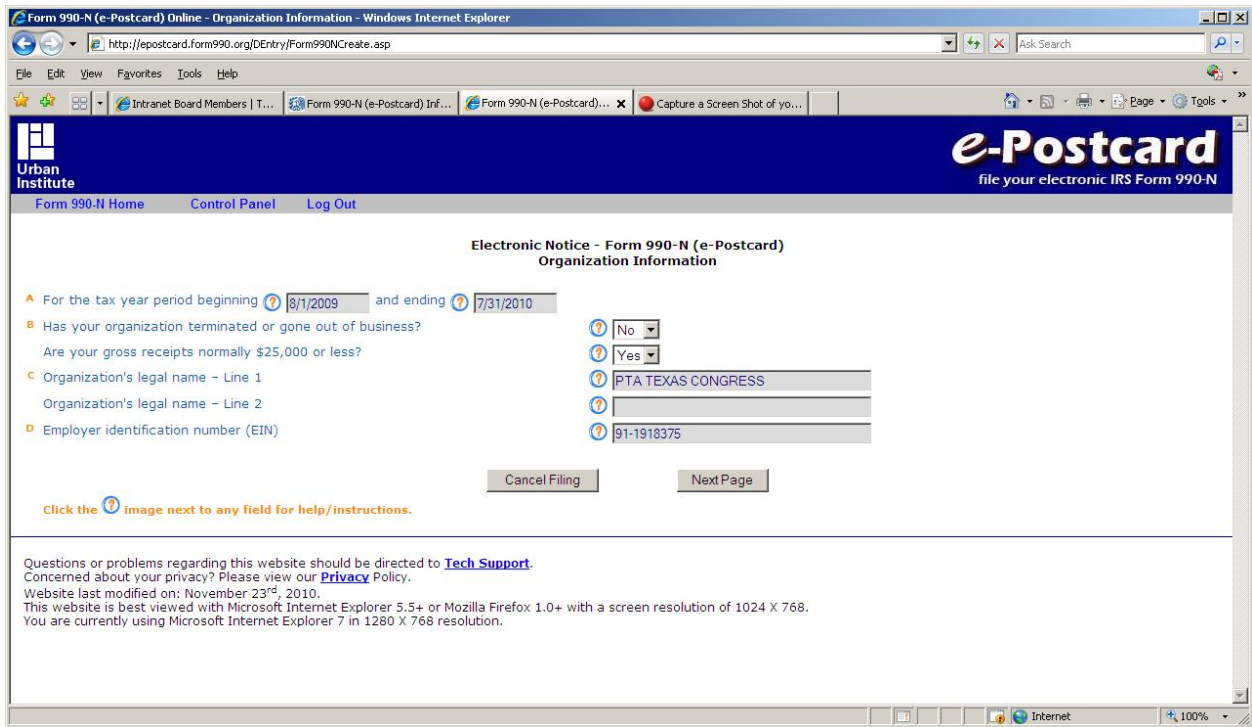 Form 990-N (e-Postcard) Online - Organization Information - Windows Internet Explorer
http://epostcard.form990.org/DEntry/Form990NCreate.asp
Ask Search
File Edit View Favorites Tools Help
Intranet Board Members | T... Form 990-N (e-Postcard) Inf... Form 990-N (e-Postcard)... Capture a Screen Shot of yo... Page Tools
Urban
Institute
e-Postcard
file your electronic IRS Form 990-N
Form 990-N Home Control Panel Log Out
Electronic Notice - Form 990-N (e-Postcard)
Organization Information
A For the tax year period beginning ? 8/1/2009 and ending ? 7/31/2010
B Has your organization terminated or gone out of business? ? No
Are your gross receipts normally $25,000 or less? ? Yes
C Organization's legal name – Line 1 ? PTA TEXAS CONGRESS
Organization's legal name – Line 2 ?
D Employer identification number (EIN) ? 91-1918375
Cancel Filing Next Page
Click the ? image next to any field for help/instructions.
Questions or problems regarding this website should be directed to Tech Support.
Concerned about your privacy? Please view our Privacy Policy.
Website last modified on: November 23rd, 2010.
This website is best viewed with Microsoft Internet Explorer 5.5+ or Mozilla Firefox 1.0+ with a screen resolution of 1024 X 768.
You are currently using Microsoft Internet Explorer 7 in 1280 X 768 resolution.
Internet 100%